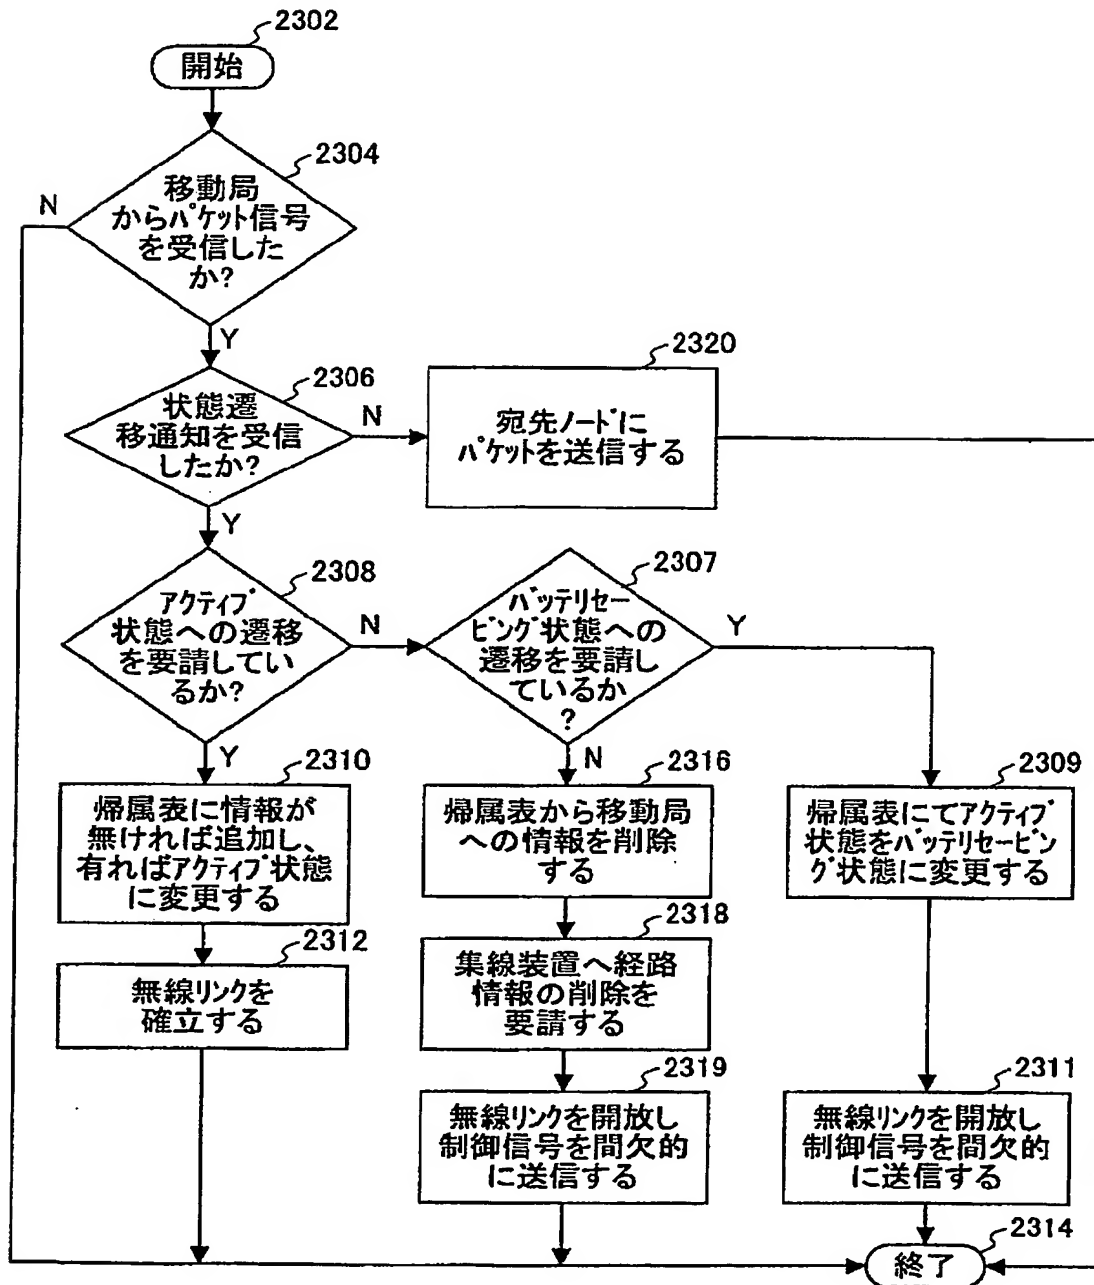 2302
開始
2304
移動局
からパケット信号
を受信した
か?
N
Y
2306
状態遷
移通知を受信
したか?
N
Y
2320
宛先ノードに
パケットを送信する
2308
アクティブ
状態への遷移
を要請してい
るか?
N
Y
2307
バッテリセー
ビング状態への
遷移を要請し
ているか
?
Y
N
2310
帰属表に情報が
無ければ追加し、
有ればアクティブ状態
に変更する
2316
帰属表から移動局
への情報を削除
する
2309
帰属表にてアクティブ
状態をバッテリセービン
グ状態に変更する
2312
無線リンクを
確立する
2318
集線装置へ経路
情報の削除を
要請する
2319
無線リンクを開放し
制御信号を間欠的
に送信する
2311
無線リンクを開放し
制御信号を間欠的
に送信する
2314
終了